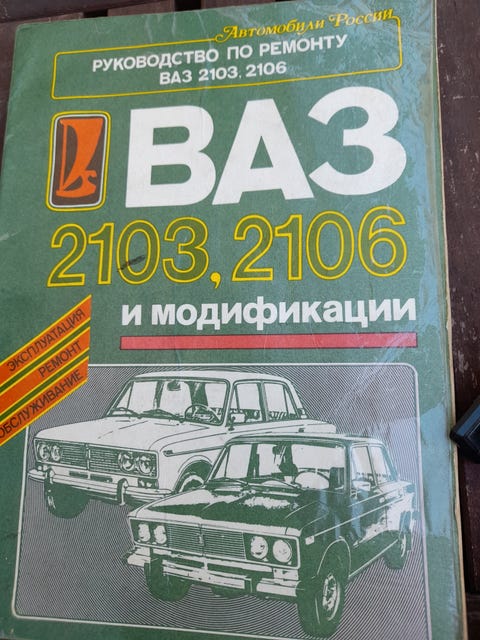 Автомобили России
РУКОВОДСТВО ПО РЕМОНТУ
ВАЗ 2103, 2106
ВАЗ
2103, 2106
и модификации
ЭКСПЛУАТАЦИЯ
РЕМОНТ
ОБСЛУЖИВАНИЕ